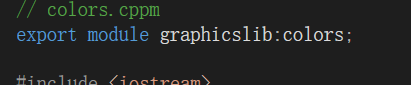 // colors.cppm
export module graphicslib:colors;
#include <iostream>